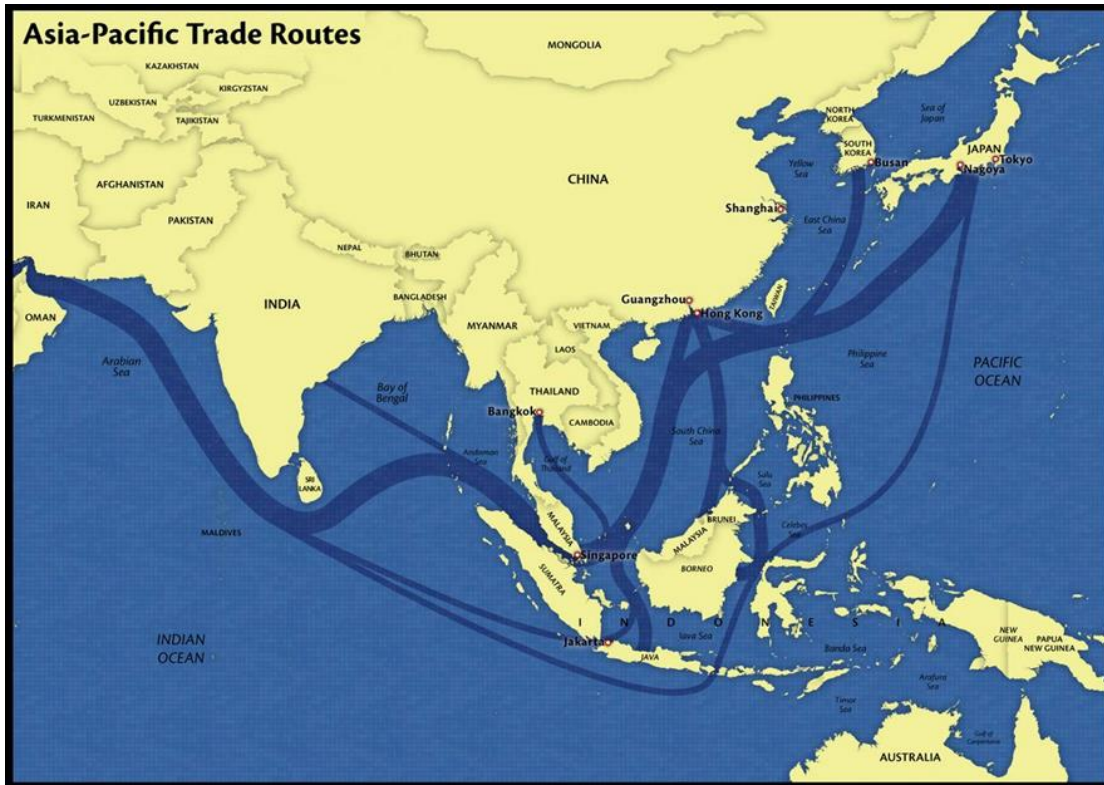 Asia-Pacific Trade Routes
MONGOLIA
KAZAKHSTAN
KYRGYZSTAN
UZBEKISTAN
TURKMENISTAN
TAJIKISTAN
NORTH
KOREA
Sea of
Japan
SOUTH
KOREA
JAPAN
Tokyo
Busan
Nagoya
Yellow
Sea
CHINA
AFGHANISTAN
IRAN
PAKISTAN
Shanghai
East China
Sea
NEPAL
BHUTAN
INDIA
BANGLADESH
Guangzhou
Hong Kong
TAIWAN
OMAN
MYANMAR
VIETNAM
LAOS
Arabian
Sea
Bay of
Bengal
THAILAND
Philippine
Sea
PACIFIC
OCEAN
Bangkok
CAMBODIA
PHILIPPINES
South China
Sea
Andaman
Sea
Gulf of
Thailand
SRI
LANKA
Sulu
Sea
MALDIVES
MALAYSIA
BRUNEI
Celebes
Sea
MALAYSIA
Singapore
SUMATRA
BORNEO
INDONESIA
INDIAN
OCEAN
Jakarta
Java Sea
JAVA
Banda Sea
NEW
GUINEA
PAPUA
NEW GUINEA
Arafura
Sea
Timor
Sea
Gulf of
Carpentaria
AUSTRALIA